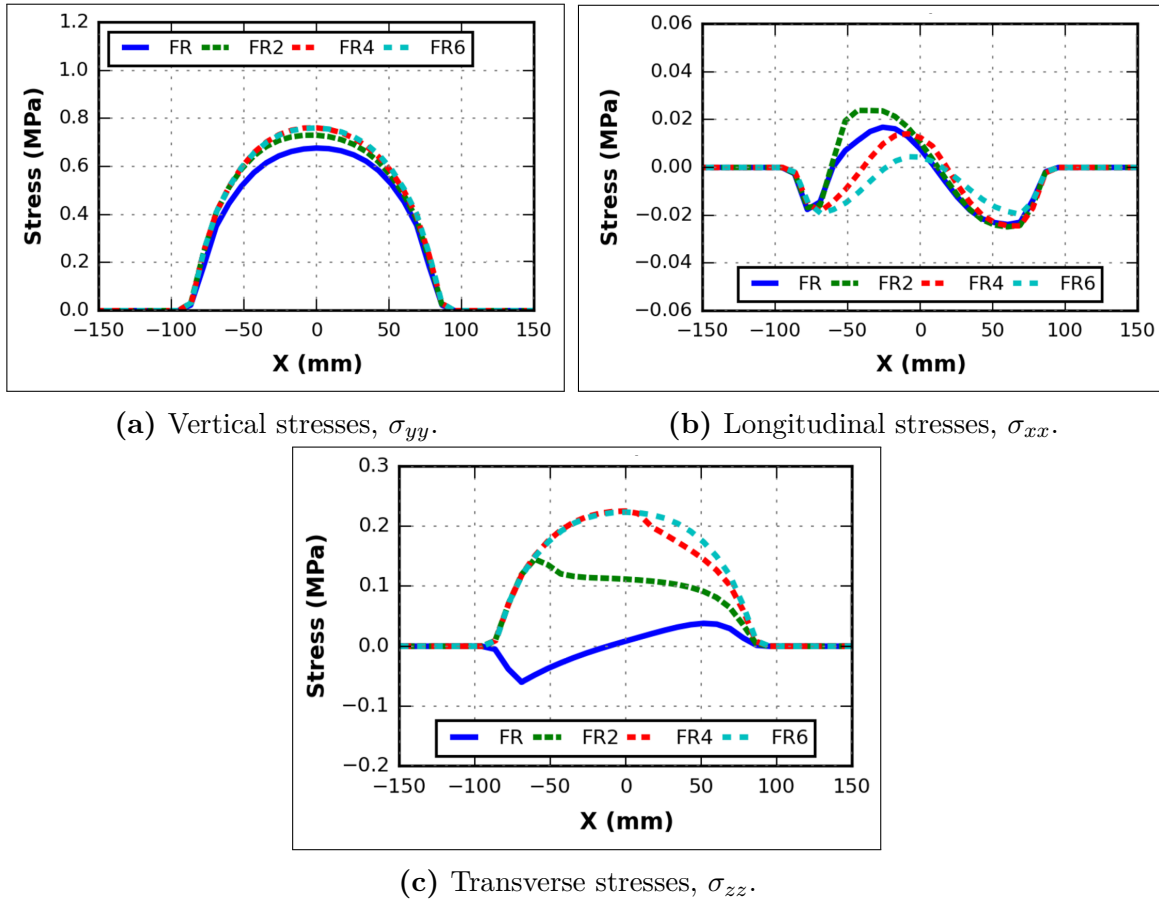 1.2
1.0
0.8
0.6
0.4
0.2
0.0
Stress (MPa)
FR FR2 FR4 FR6
−150 −100 −50 0 50 100 150
X (mm)
(a) Vertical stresses, σyy.
0.06
0.04
0.02
0.00
−0.02
−0.04
−0.06
Stress (MPa)
FR FR2 FR4 FR6
−150 −100 −50 0 50 100 150
X (mm)
(b) Longitudinal stresses, σxx.
0.3
0.2
0.1
0.0
−0.1
−0.2
Stress (MPa)
FR FR2 FR4 FR6
−150 −100 −50 0 50 100 150
X (mm)
(c) Transverse stresses, σzz.